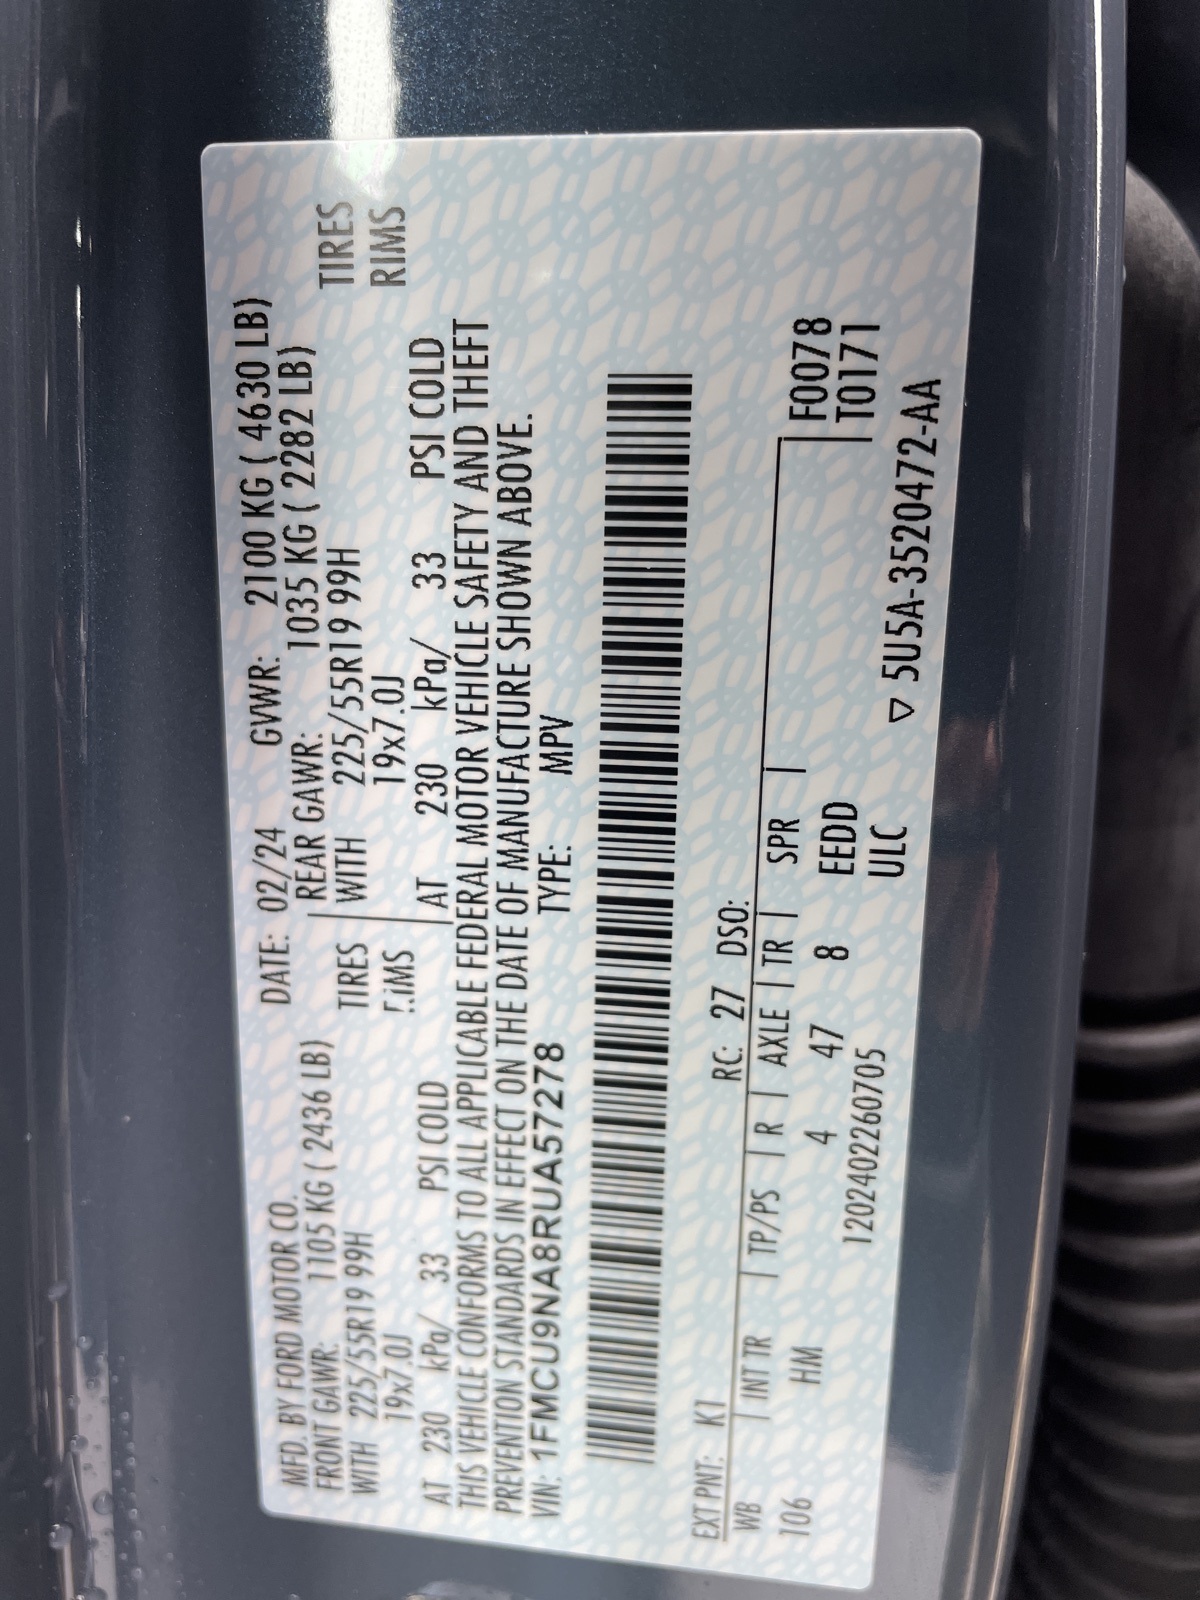 MFD. BY FORD MOTOR CO. DATE: 02/24 GVWR: 2100 KG ( 4630 LB)
FRONT GAWR: 1105 KG ( 2436 LB) REAR GAWR: 1035 KG ( 2282 LB)
WITH 225/55R19 99H TIRES WITH 225/55R19 99H TIRES
19x7.0J RIMS 19x7.0J RIMS
AT 230 kPa/ 33 PSI COLD AT 230 kPa/ 33 PSI COLD
THIS VEHICLE CONFORMS TO ALL APPLICABLE FEDERAL MOTOR VEHICLE SAFETY AND THEFT
PREVENTION STANDARDS IN EFFECT ON THE DATE OF MANUFACTURE SHOWN ABOVE.
VIN: 1FMCU9NA8RUA57278 TYPE: MPV
EXT PNT: K1 RC: 27 DSO:
WB | INT TR | TP/PS | R | AXLE | TR | SPR | F0078
106 HM 4 47 8 EEDD T0171
120240260705 ULC
▽ 5U5A-3520472-AA